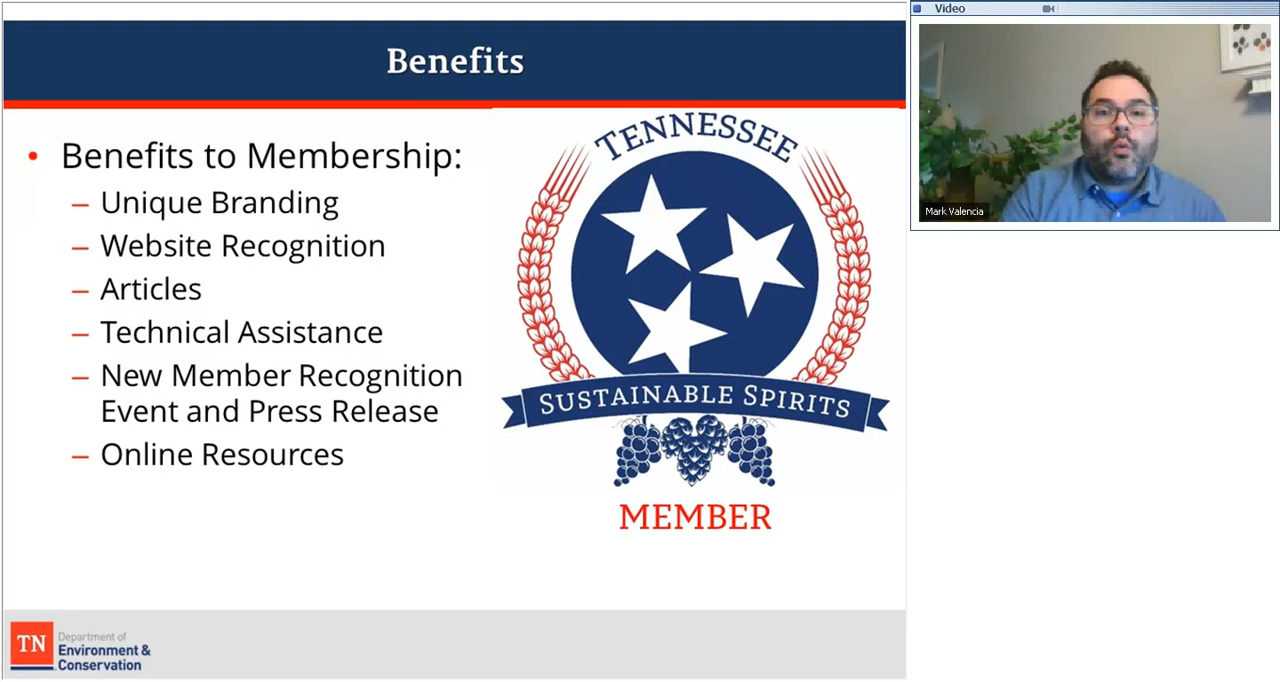 Benefits
• Benefits to Membership:
– Unique Branding
– Website Recognition
– Articles
– Technical Assistance
– New Member Recognition
Event and Press Release
– Online Resources
TENNESSEE
SUSTAINABLE SPIRITS
MEMBER
TN
Department of
Environment &
Conservation
Video
Mark Valencia